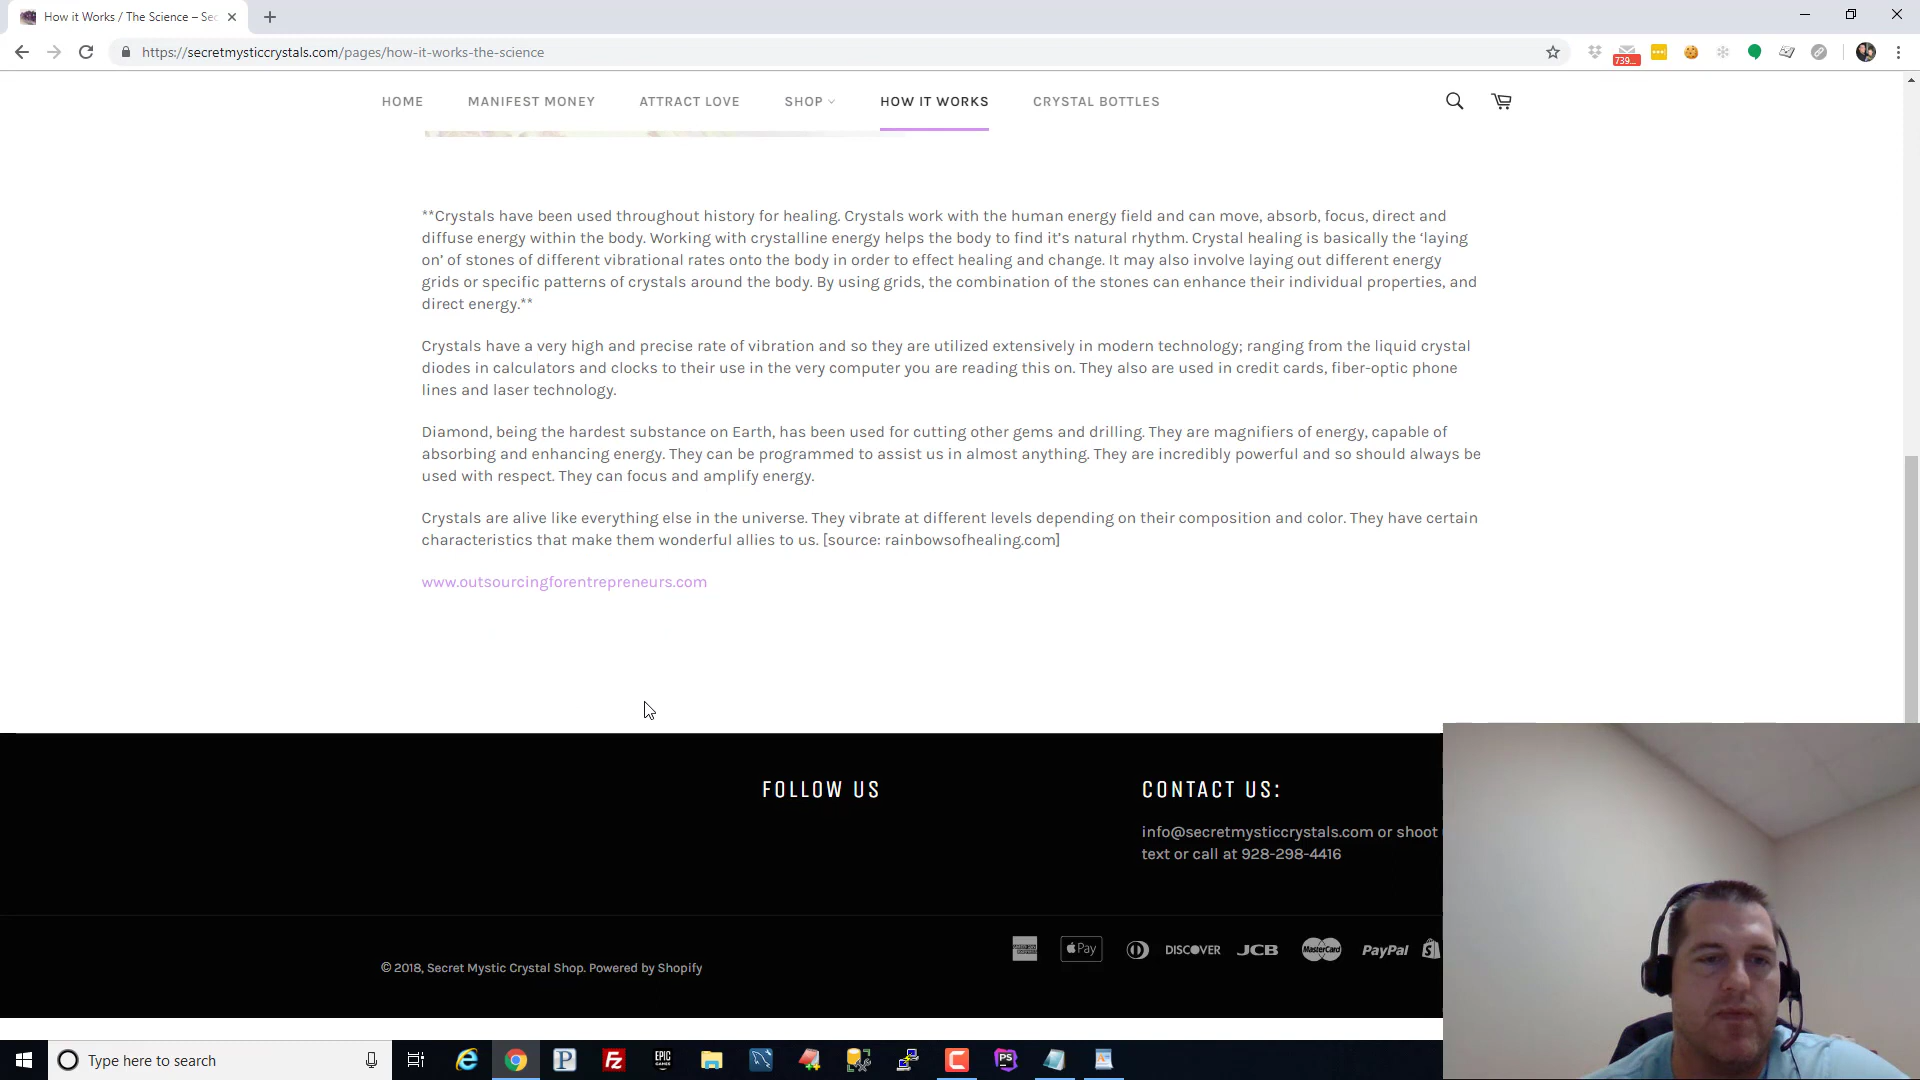 How it Works / The Science – Sec
https://secretmysticcrystals.com/pages/how-it-works-the-science
739...
HOME MANIFEST MONEY ATTRACT LOVE SHOP HOW IT WORKS CRYSTAL BOTTLES
**Crystals have been used throughout history for healing. Crystals work with the human energy field and can move, absorb, focus, direct and
diffuse energy within the body. Working with crystalline energy helps the body to find it’s natural rhythm. Crystal healing is basically the ‘laying
on’ of stones of different vibrational rates onto the body in order to effect healing and change. It may also involve laying out different energy
grids or specific patterns of crystals around the body. By using grids, the combination of the stones can enhance their individual properties, and
direct energy.**
Crystals have a very high and precise rate of vibration and so they are utilized extensively in modern technology; ranging from the liquid crystal
diodes in calculators and clocks to their use in the very computer you are reading this on. They also are used in credit cards, fiber-optic phone
lines and laser technology.
Diamond, being the hardest substance on Earth, has been used for cutting other gems and drilling. They are magnifiers of energy, capable of
absorbing and enhancing energy. They can be programmed to assist us in almost anything. They are incredibly powerful and so should always be
used with respect. They can focus and amplify energy.
Crystals are alive like everything else in the universe. They vibrate at different levels depending on their composition and color. They have certain
characteristics that make them wonderful allies to us. [source: rainbowsofhealing.com]
www.outsourcingforentrepreneurs.com
FOLLOW US
CONTACT US:
info@secretmysticcrystals.com or shoot
text or call at 928-298-4416
Pay DISCOVER JCB MasterCard PayPal
© 2018, Secret Mystic Crystal Shop. Powered by Shopify
Type here to search
EPIC GAMES
PS